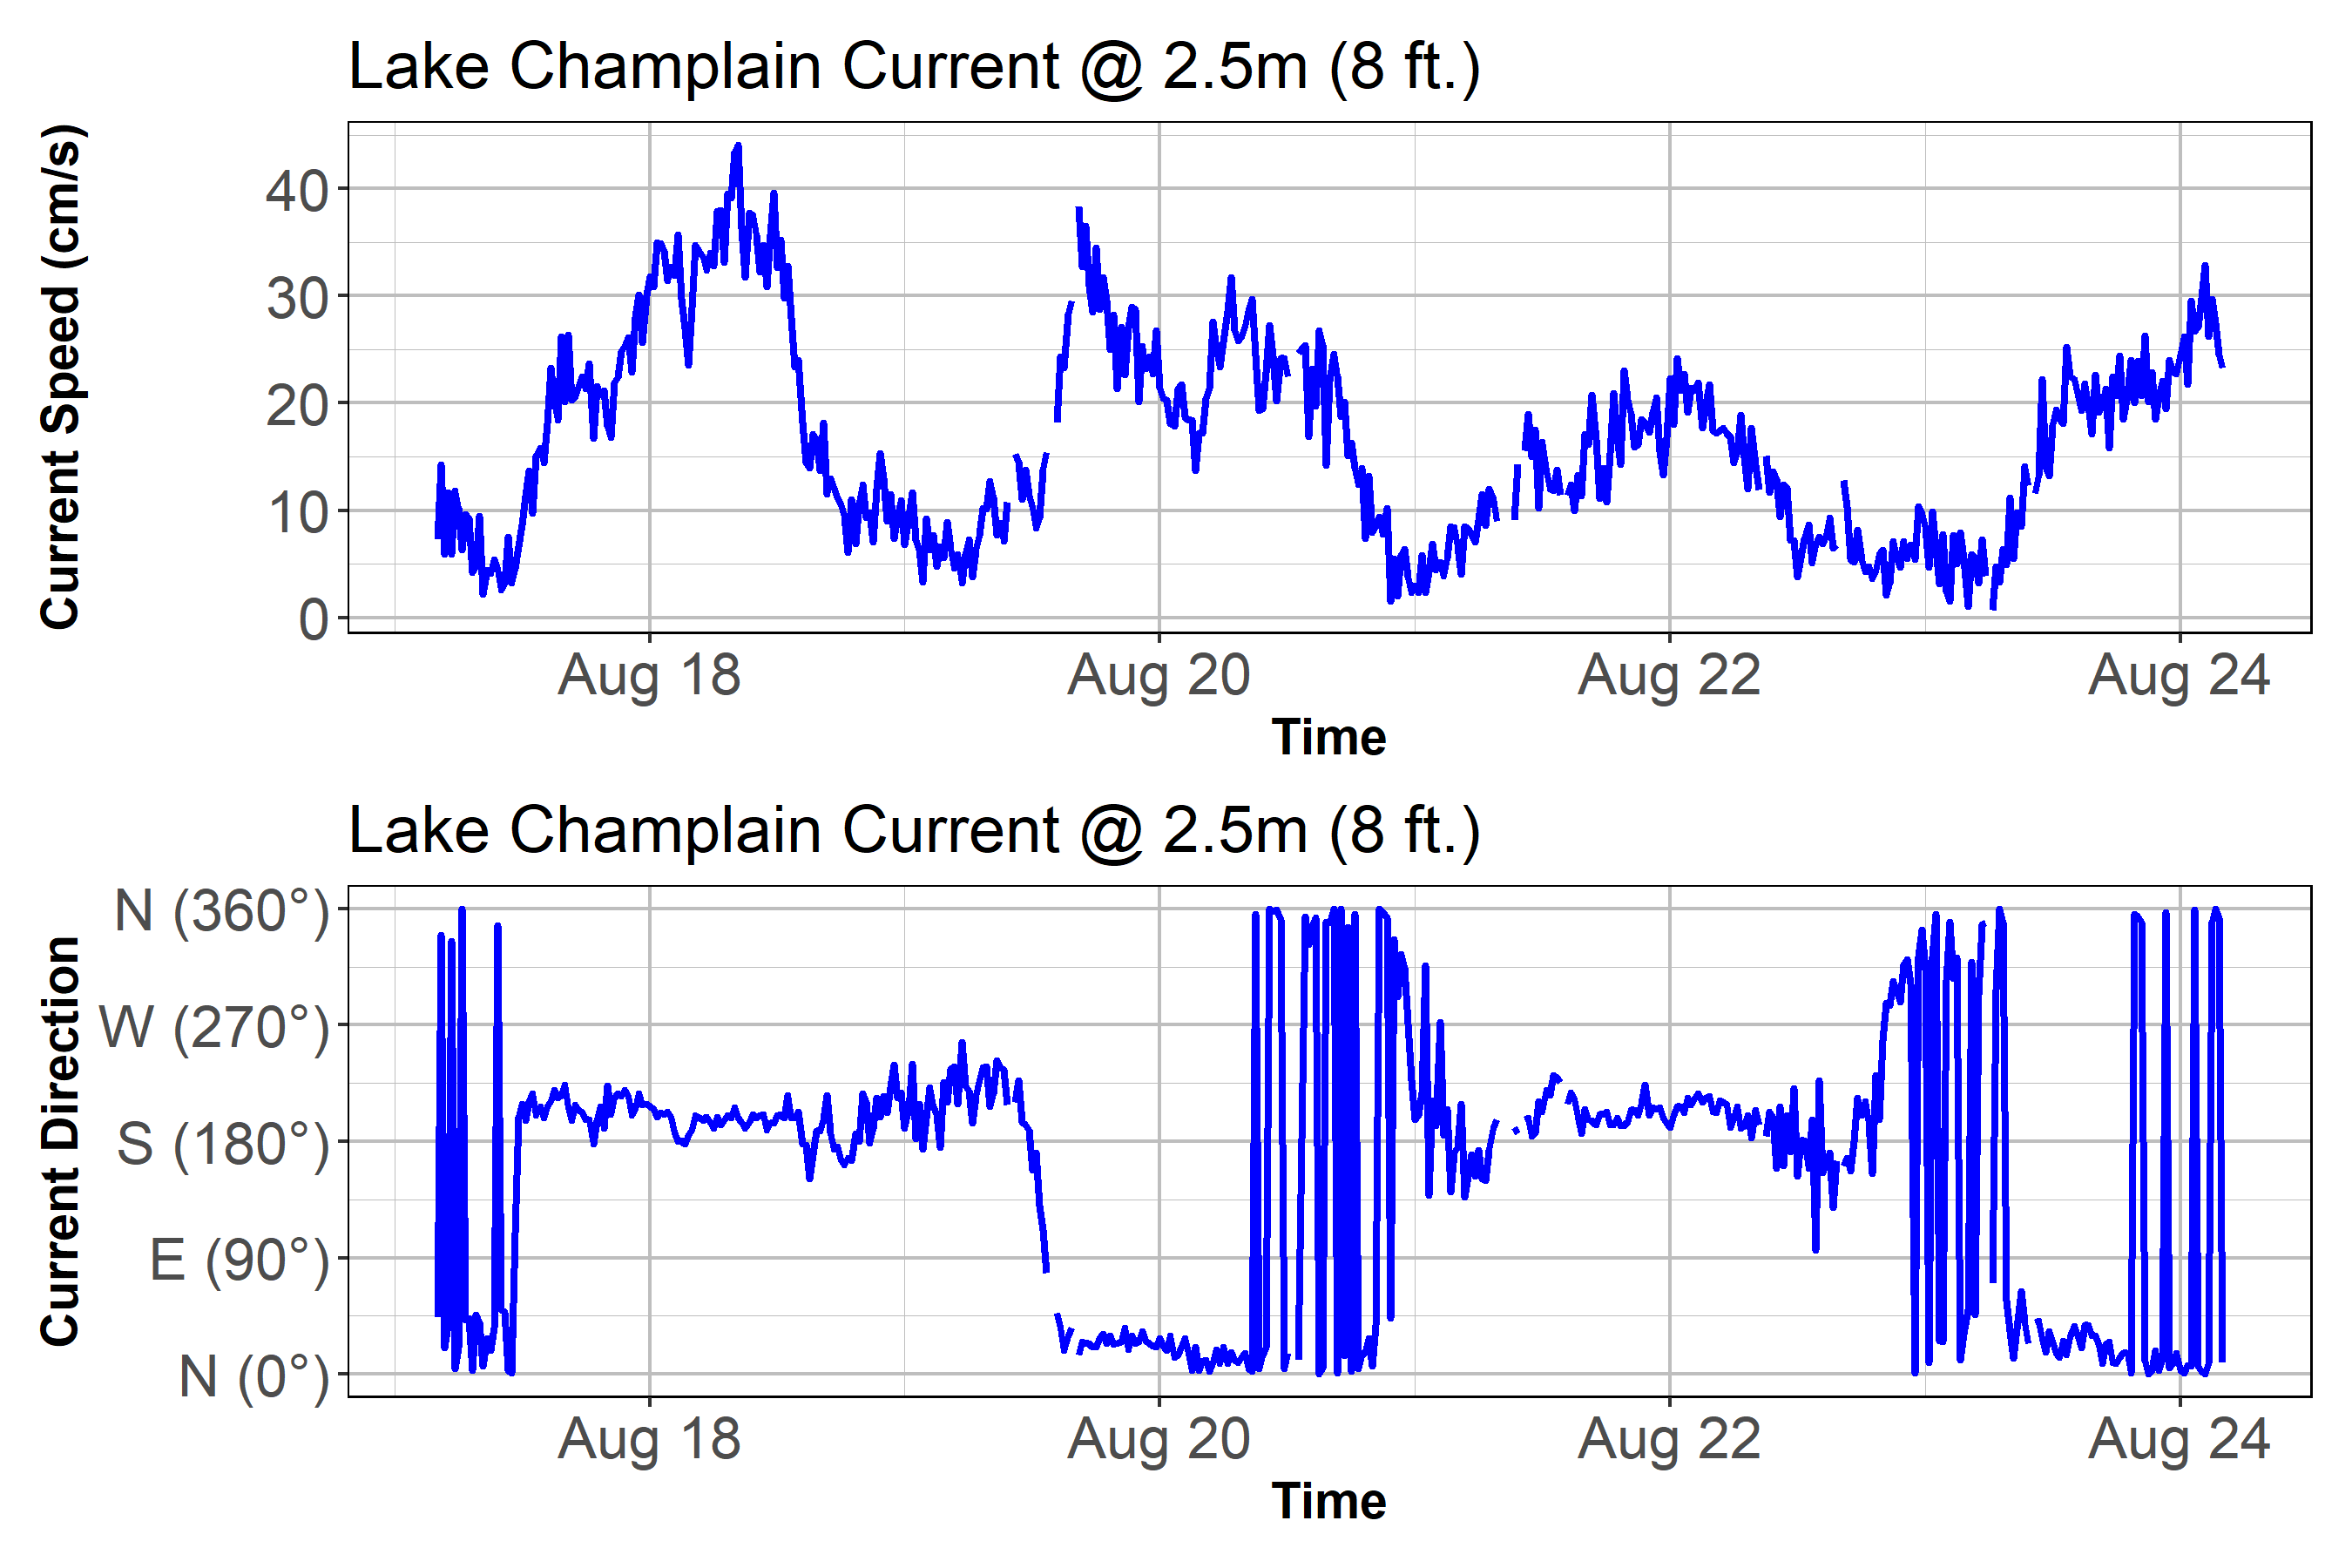 Lake Champlain Current @ 2.5m (8 ft.)
Current Speed (cm/s)
40
30
20
10
0
Aug 18 Aug 20 Aug 22 Aug 24
Time
Lake Champlain Current @ 2.5m (8 ft.)
Current Direction
N (360°)
W (270°)
S (180°)
E (90°)
N (0°)
Aug 18 Aug 20 Aug 22 Aug 24
Time